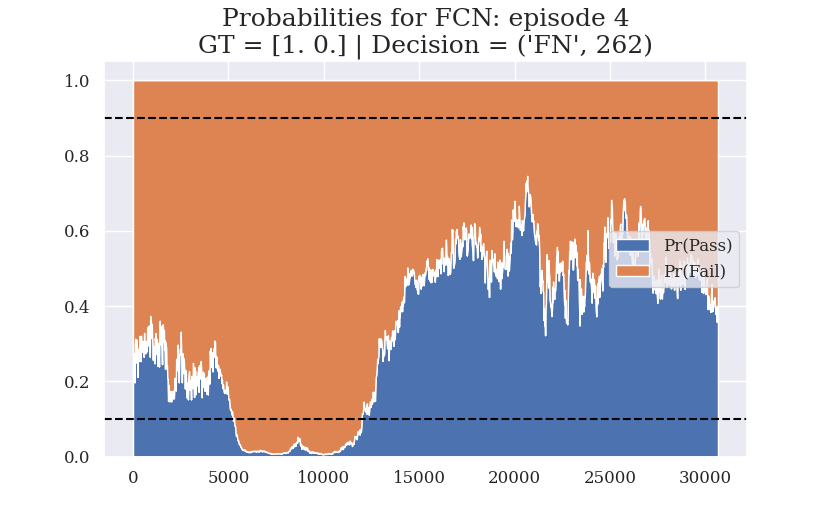 Probabilities for FCN: episode 4
GT = [1. 0.] | Decision = ('FN', 262)
1.0
0.8
0.6
0.4
0.2
0.0
Pr(Pass)
Pr(Fail)
0 5000 10000 15000 20000 25000 30000